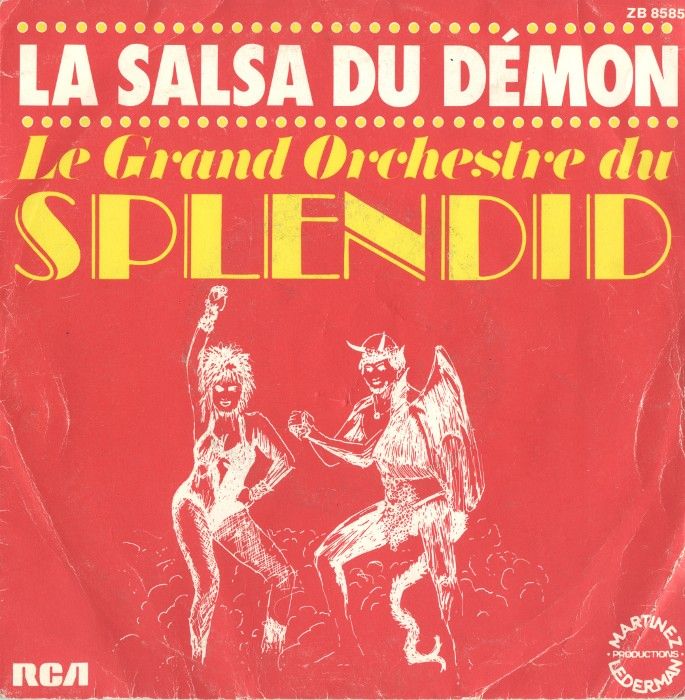 ZB 8585
LA SALSA DU DÉMON
Le Grand Orchestre du
SPLENDID
RCA
MARTINEZ
• PRODUCTIONS •
LEDERMAN